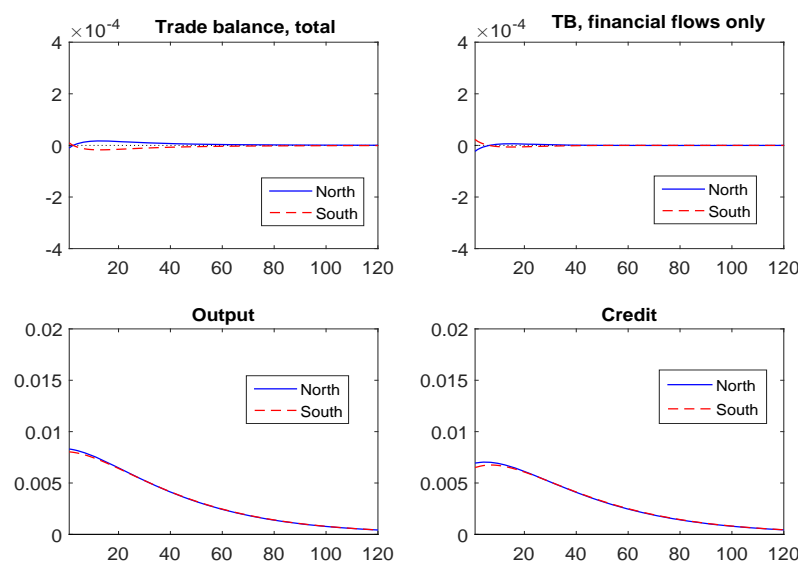 Trade balance, total
×10-4
4
2
0
-2
-4
20 40 60 80 100 120
North
South
TB, financial flows only
×10-4
4
2
0
-2
-4
20 40 60 80 100 120
North
South
Output
0.02
0.015
0.01
0.005
0
20 40 60 80 100 120
North
South
Credit
0.02
0.015
0.01
0.005
0
20 40 60 80 100 120
North
South